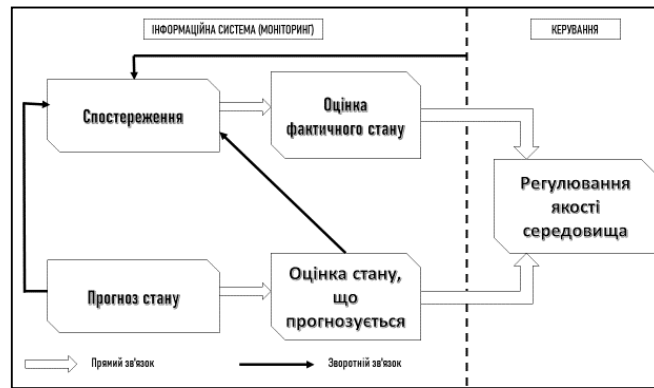 ІНФОРМАЦІЙНА СИСТЕМА (МОНІТОРИНГ)
КЕРУВАННЯ
Спостереження
Оцінка
фактичного стану
Регулювання
якості
середовища
Прогноз стану
Оцінка стану,
що
прогнозується
Прямий зв'язок
Зворотній зв'язок